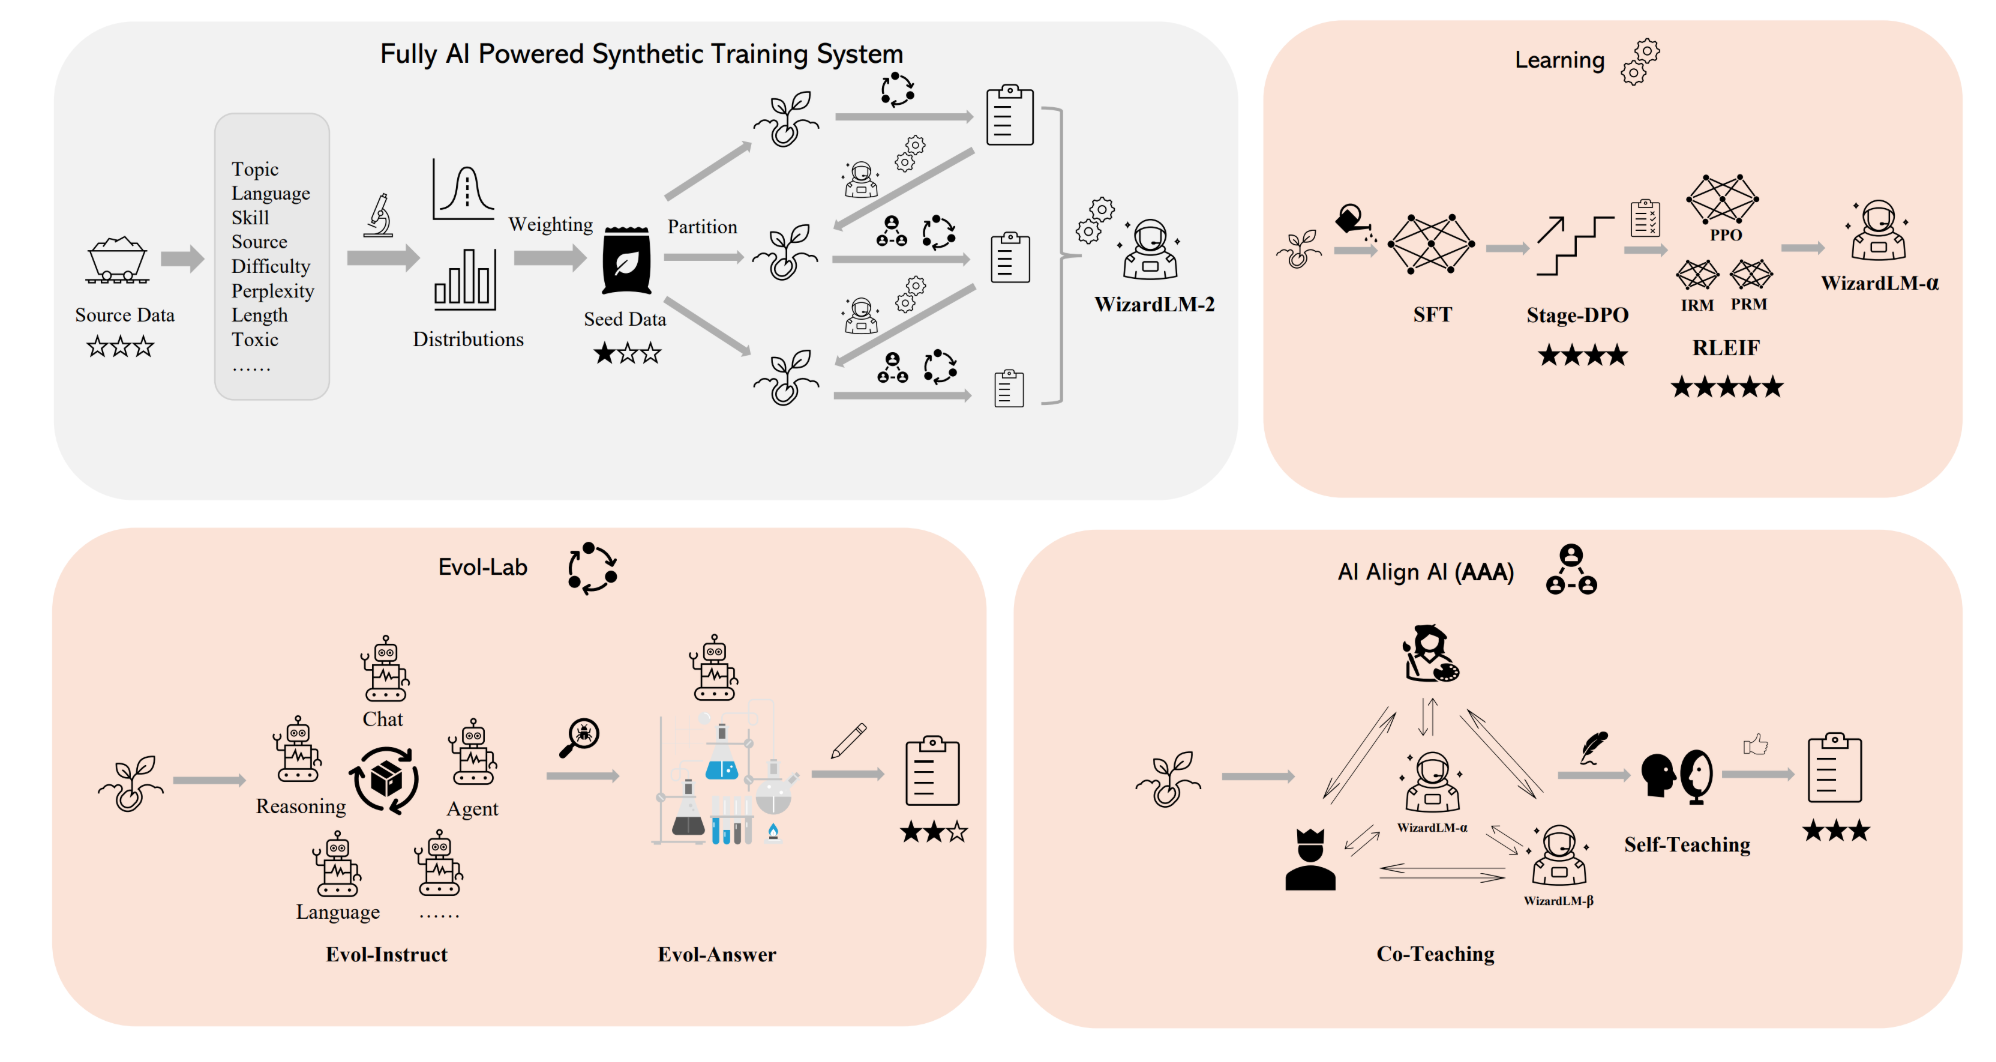 Fully AI Powered Synthetic Training System
Source Data
Topic
Language
Skill
Source
Difficulty
Perplexity
Length
Toxic
......
Distributions
Weighting
Seed Data
Partition
WizardLM-2
Learning
SFT
Stage-DPO
PPO
IRM
PRM
RLEIF
WizardLM-α
Evol-Lab
Chat
Reasoning
Agent
Language
......
Evol-Instruct
Evol-Answer
AI Align AI (AAA)
WizardLM-α
WizardLM-β
Co-Teaching
Self-Teaching